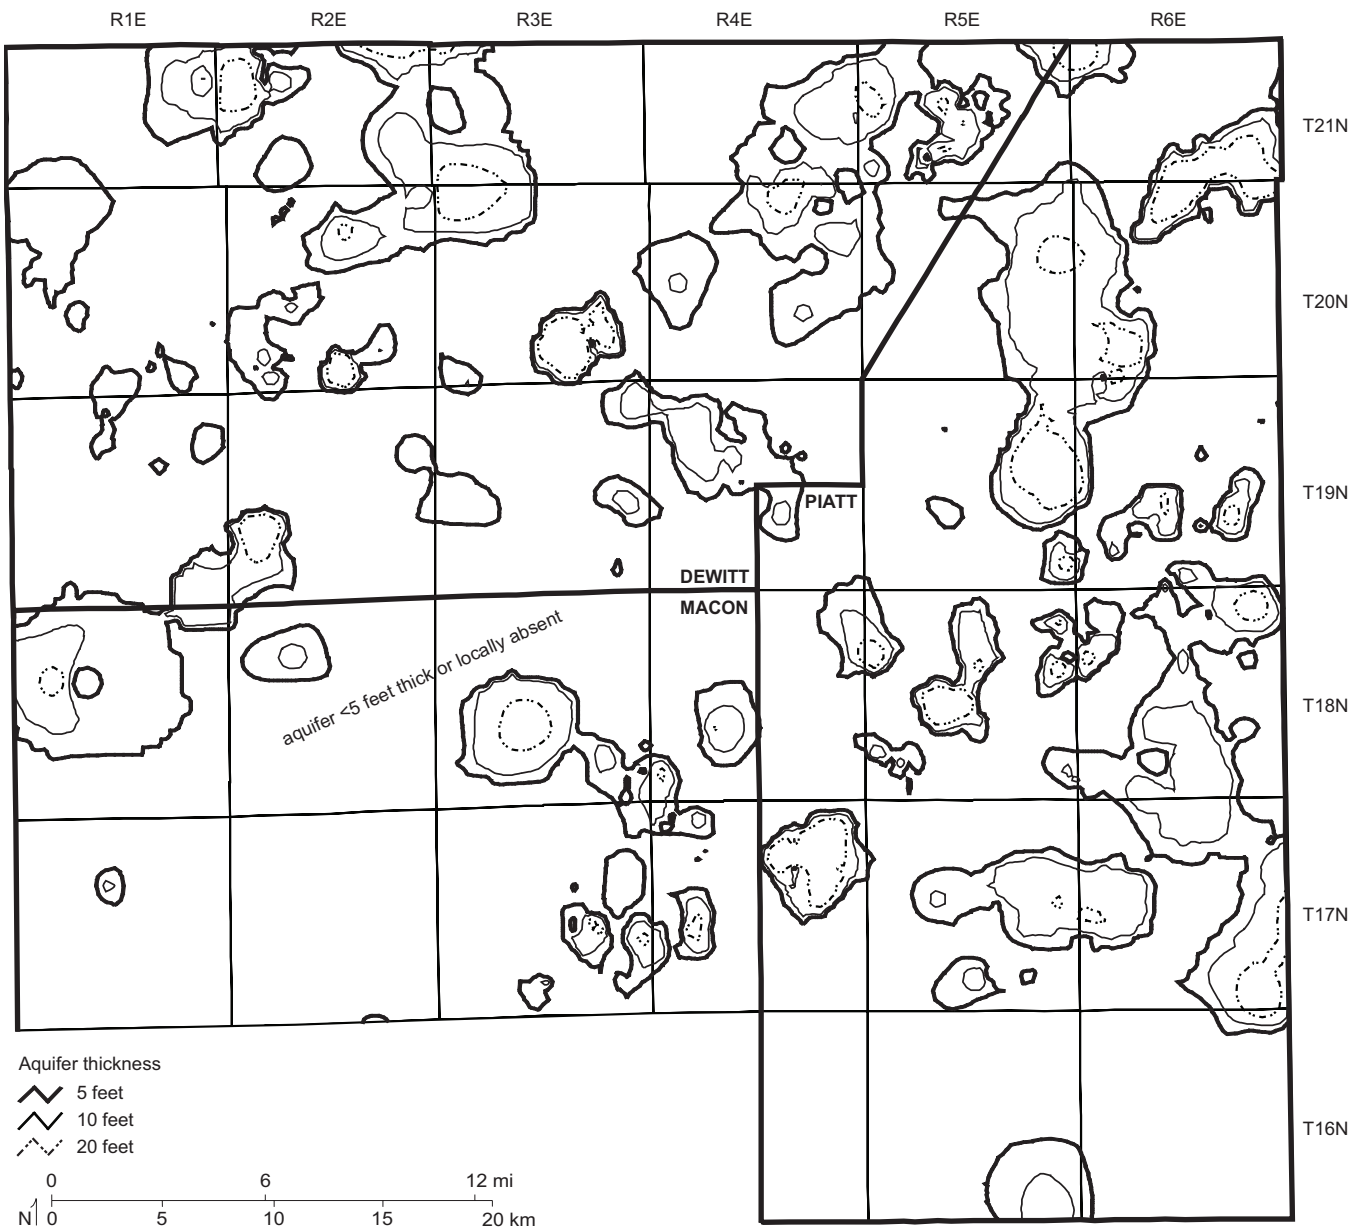 R1E R2E R3E R4E R5E R6E
T21N
T20N
T19N
PIATT
DEWITT
MACON
aquifer <5 feet thick or locally absent
T18N
T17N
T16N
Aquifer thickness
5 feet
10 feet
20 feet
0 6 12 mi
N 0 5 10 15 20 km